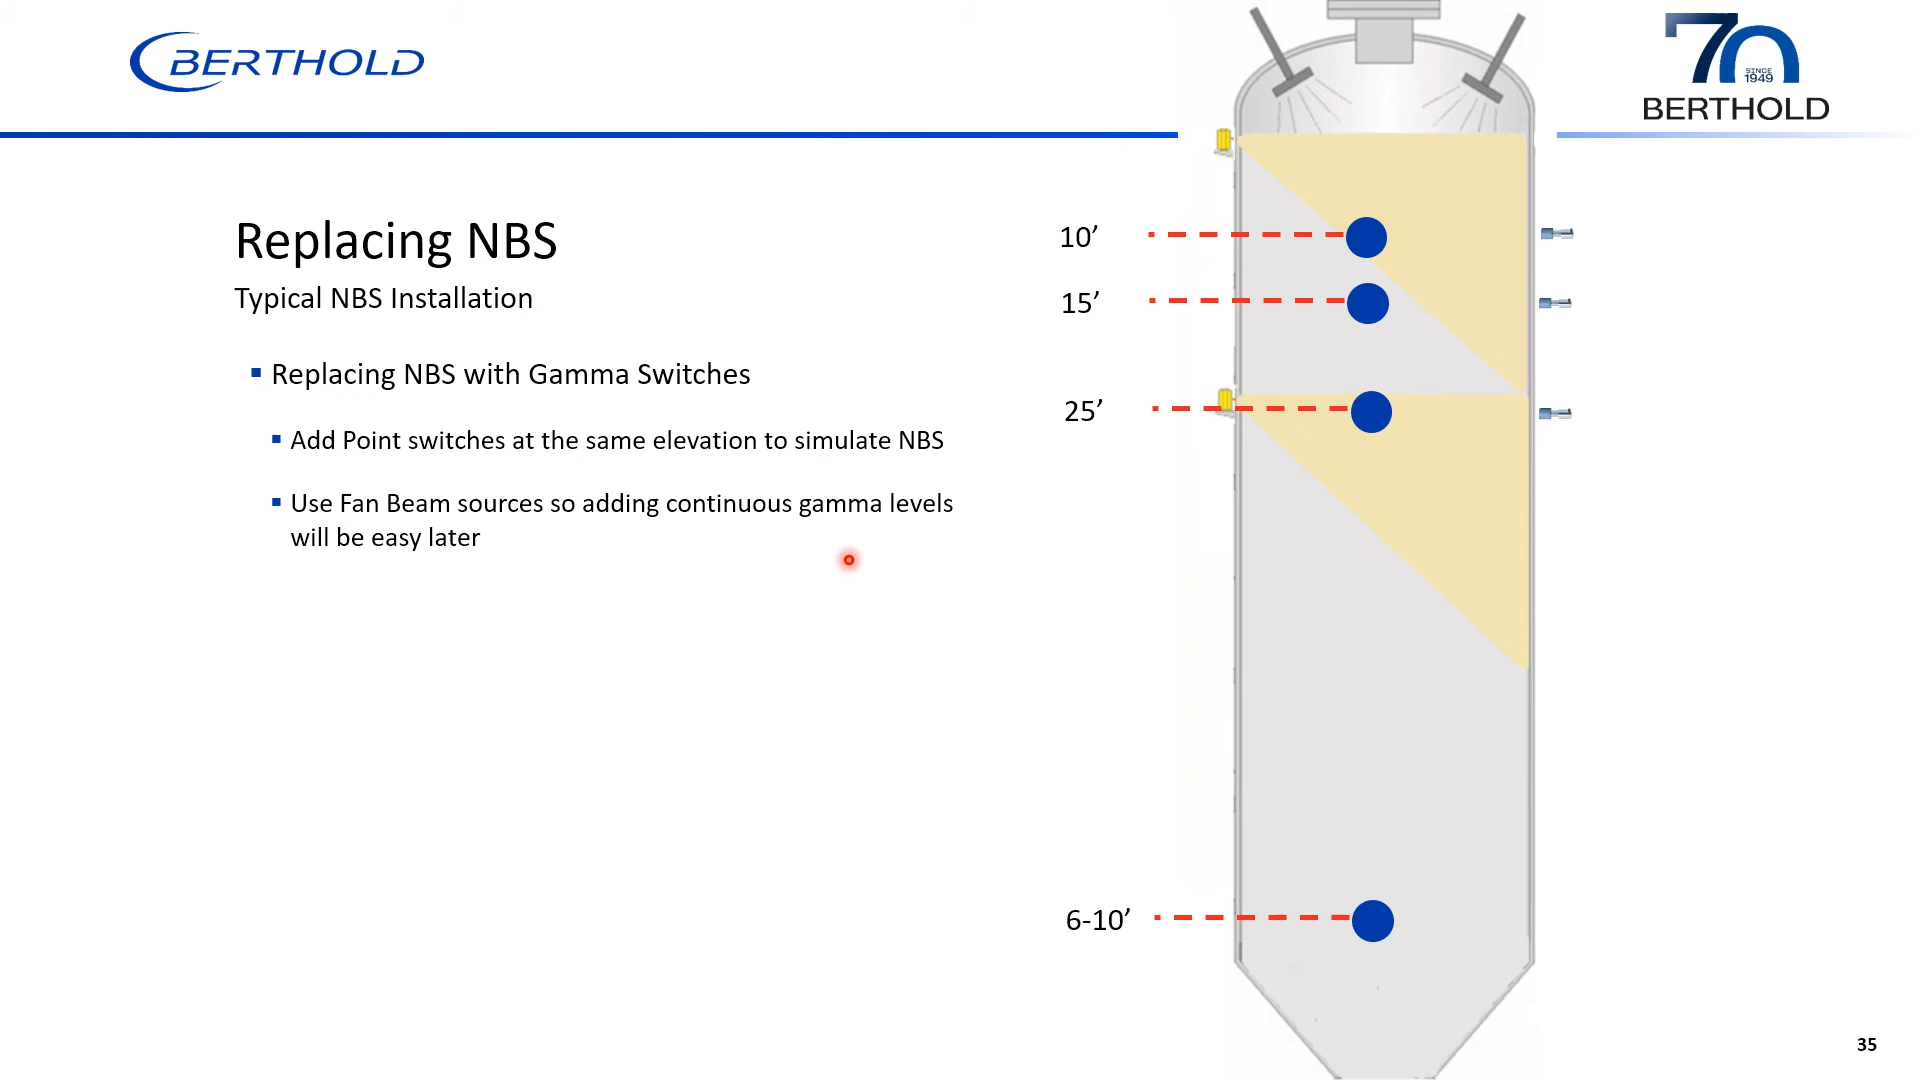 BERTHOLD
70
SINCE
1949
BERTHOLD
Replacing NBS
Typical NBS Installation
Replacing NBS with Gamma Switches
Add Point switches at the same elevation to simulate NBS
Use Fan Beam sources so adding continuous gamma levels
will be easy later
10’
15’
25’
6-10’
35